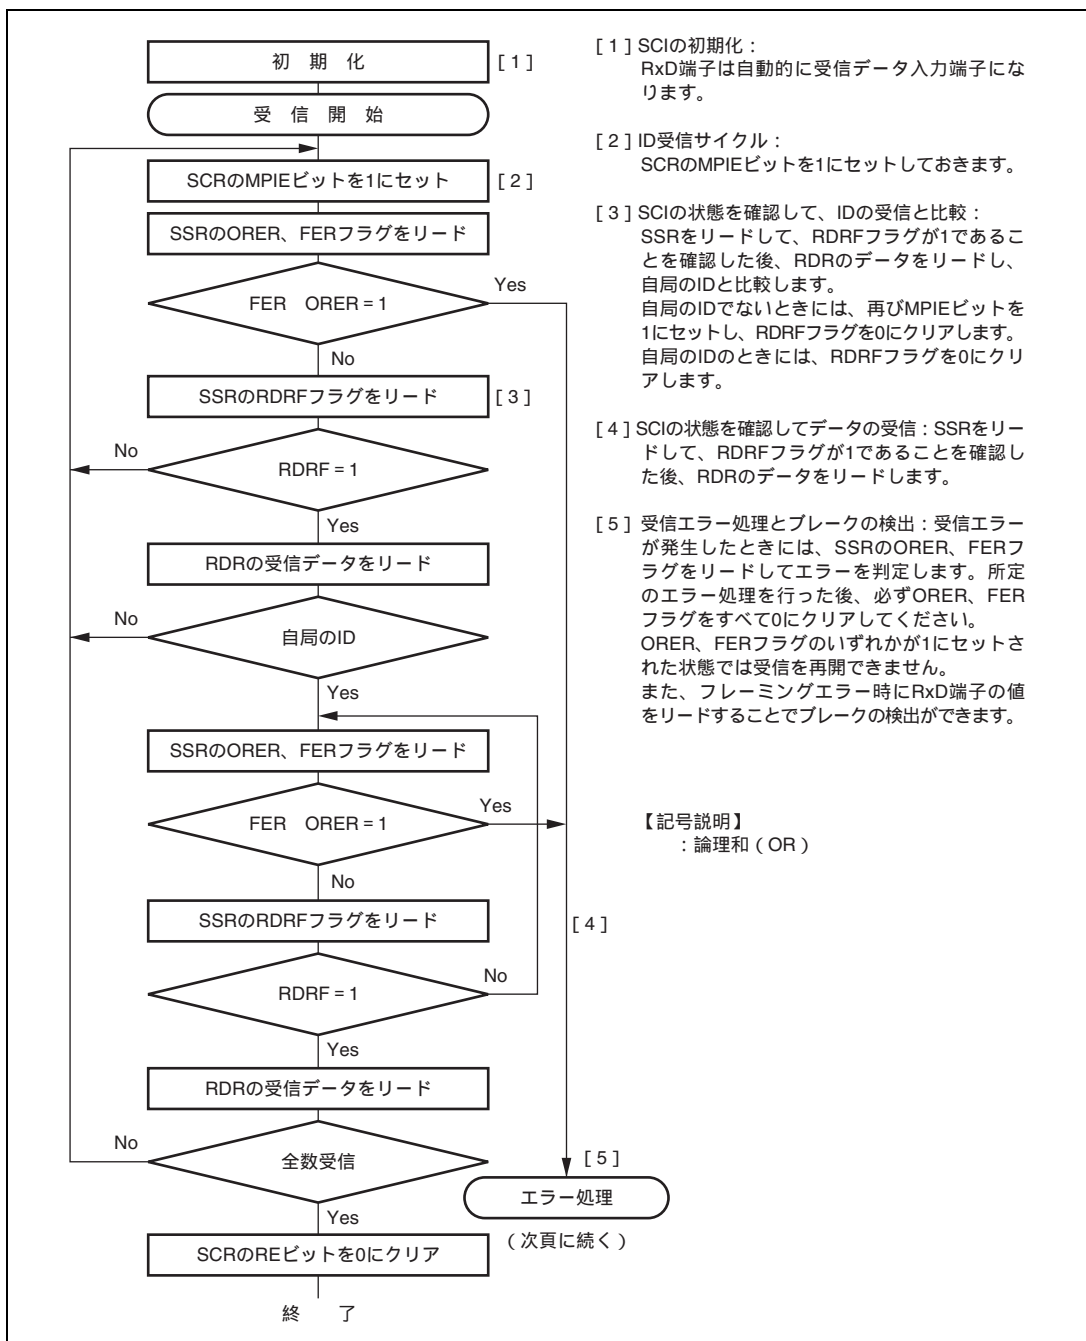 初 期 化
[ 1 ]
受 信 開 始
SCRのMPIEビットを1にセット
[ 2 ]
SSRのORER、FERフラグをリード
FER ORER = 1
Yes
No
SSRのRDRFフラグをリード
[ 3 ]
No
RDRF = 1
Yes
RDRの受信データをリード
No
自局のID
Yes
SSRのORER、FERフラグをリード
FER ORER = 1
Yes
No
SSRのRDRFフラグをリード
[ 4 ]
RDRF = 1
No
Yes
RDRの受信データをリード
No
全数受信
[ 5 ]
エラー処理
Yes
(次頁に続く)
SCRのREビットを0にクリア
終 了
[ 1 ] SCIの初期化:
RxD端子は自動的に受信データ入力端子にな
ります。
[ 2 ] ID受信サイクル:
SCRのMPIEビットを1にセットしておきます。
[ 3 ] SCIの状態を確認して、IDの受信と比較:
SSRをリードして、RDRFフラグが1であるこ
とを確認した後、RDRのデータをリードし、
自局のIDと比較します。
自局のIDでないときには、再びMPIEビットを
1にセットし、RDRFフラグを0にクリアします。
自局のIDのときには、RDRFフラグを0にクリ
アします。
[ 4 ] SCIの状態を確認してデータの受信:SSRをリー
ドして、RDRFフラグが1であることを確認し
た後、RDRのデータをリードします。
[ 5 ] 受信エラー処理とブレークの検出:受信エラー
が発生したときには、SSRのORER、FERフ
ラグをリードしてエラーを判定します。所定
のエラー処理を行った後、必ずORER、FER
フラグをすべて0にクリアしてください。
ORER、FERフラグのいずれかが1にセットさ
れた状態では受信を再開できません。
また、フレーミングエラー時にRxD端子の値
をリードすることでブレークの検出ができます。
【記号説明】
:論理和(OR)